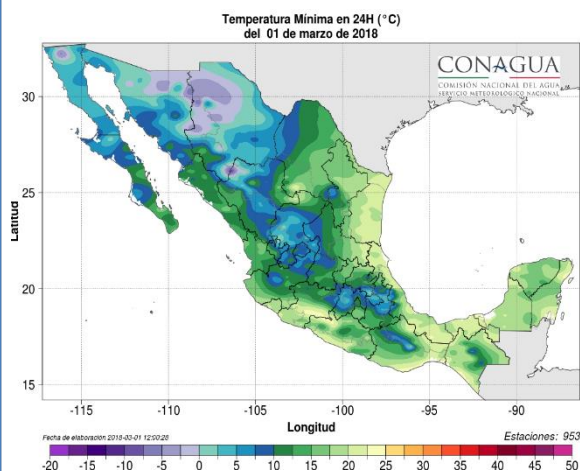 Temperatura Mínima en 24H (°C)
del 01 de marzo de 2018
CONAGUA
COMISIÓN NACIONAL DEL AGUA
SERVICIO METEOROLÓGICO NACIONAL
Latitud
30
25
20
15
-115 -110 -105 -100 -95 -90
Longitud
Fecha de elaboración 2018-03-01 12:00:28
Estaciones: 953
-20 -15 -10 -5 0 5 10 15 20 25 30 35 40 45